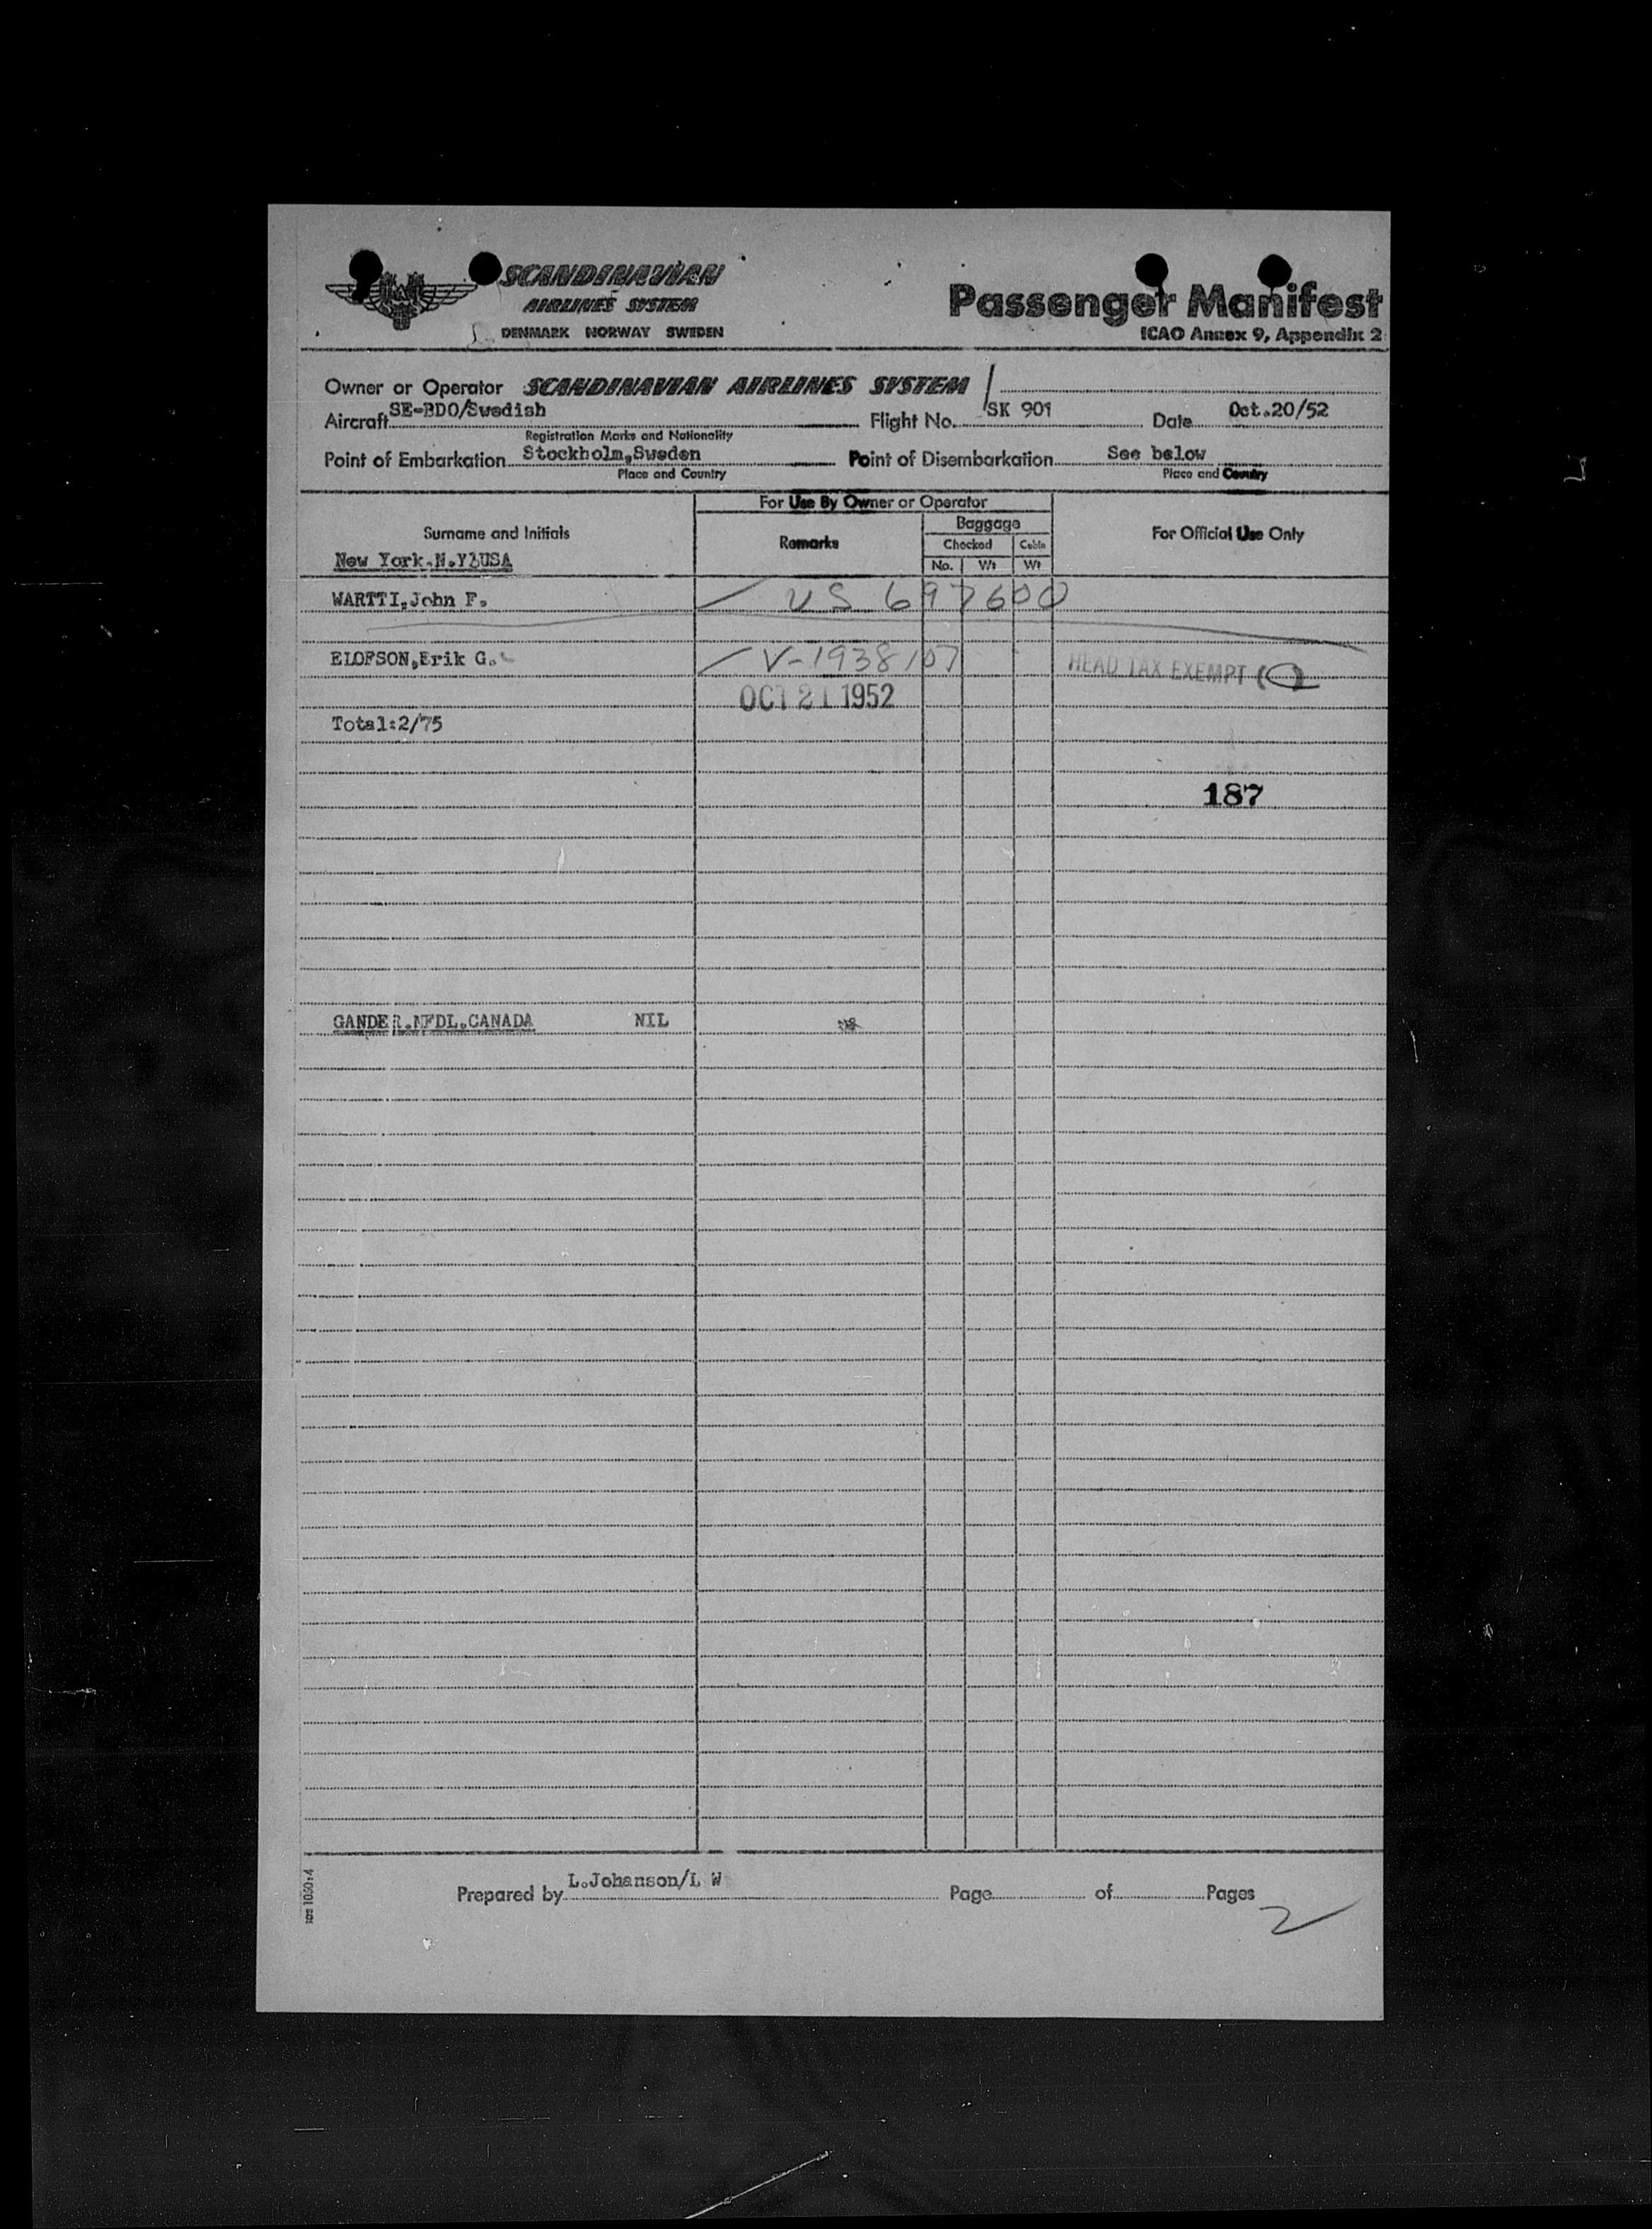 SCANDINAVIAN
AIRLINES SYSTEM
DENMARK NORWAY SWEDEN
Passenger Manifest
ICAO Annex 9, Appendix 2
Owner or Operator SCANDINAVIAN AIRLINES SYSTEM
Aircraft SE-BDO/Swedish Flight No. SK 901 Date Oct.20/52
Registration Marks and Nationality
Point of Embarkation Stockholm,Sweden Point of Disembarkation See below
Place and Country Place and Country
For Use By Owner or Operator
Surname and Initials Remarks Baggage For Official Use Only
Checked Cabin
No. Wt Wt
New York.N.Y.USA
WARTTI,John F. US 697600
ELOFSON,Erik G. V-1938107 HEAD TAX EXEMPT
OCT 21 1952
Total:2/75
187
GANDER.NFDL.CANADA NIL
Prepared by L.Johanson/L W Page of Pages
2